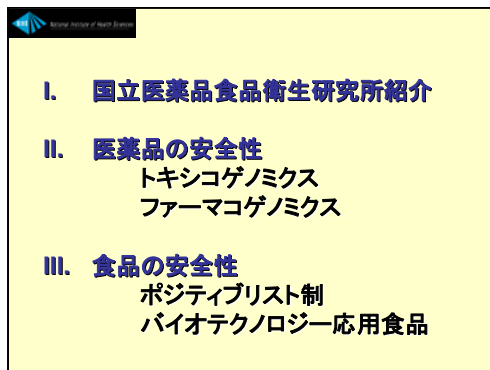 National Institute of Health Sciences
I. 国立医薬品食品衛生研究所紹介
II. 医薬品の安全性
トキシコゲノミクス
ファーマコゲノミクス
III. 食品の安全性
ポジティブリスト制
バイオテクノロジー応用食品